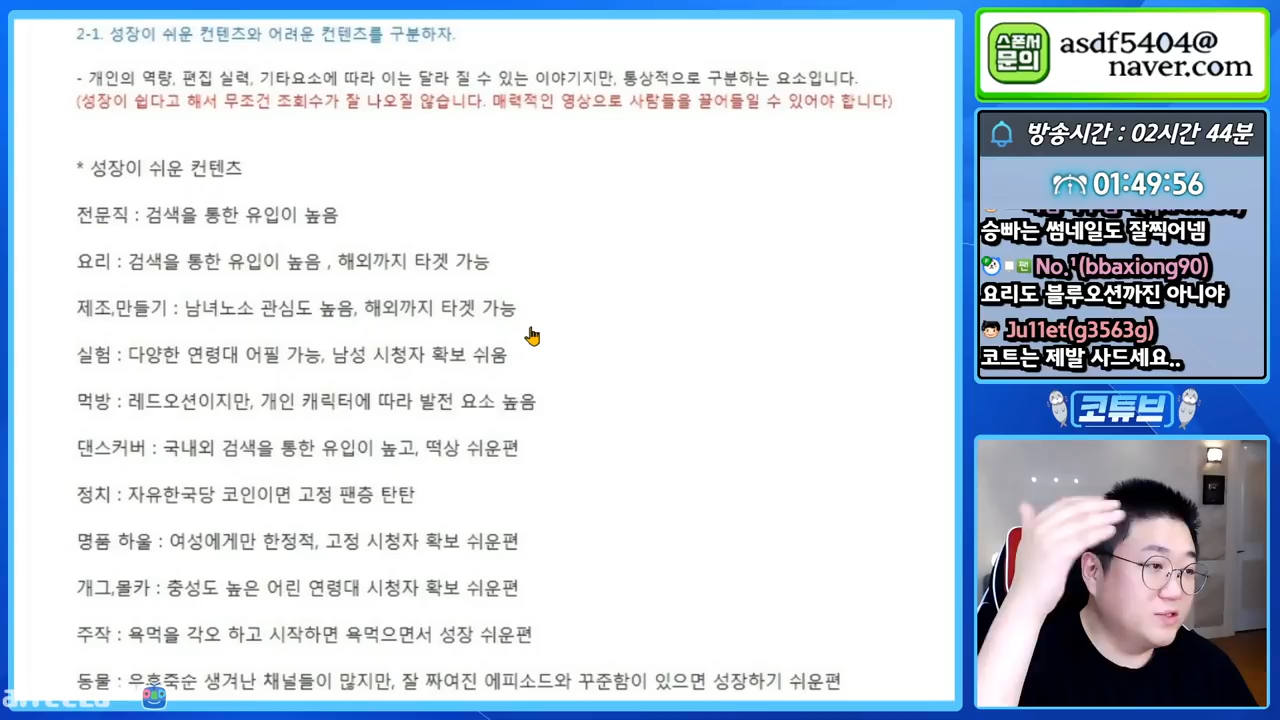 2-1. 성장이 쉬운 컨텐츠와 어려운 컨텐츠를 구분하자.
- 개인의 역량, 편집 실력, 기타요소에 따라 이는 달라 질 수 있는 이야기지만, 통상적으로 구분하는 요소입니다.
(성장이 쉽다고 해서 무조건 조회수가 잘 나오질 않습니다. 매력적인 영상으로 사람들을 끌어들일 수 있어야 합니다)
* 성장이 쉬운 컨텐츠
전문직 : 검색을 통한 유입이 높음
요리 : 검색을 통한 유입이 높음 , 해외까지 타겟 가능
제조,만들기 : 남녀노소 관심도 높음, 해외까지 타겟 가능
실험 : 다양한 연령대 어필 가능, 남성 시청자 확보 쉬움
먹방 : 레드오션이지만, 개인 캐릭터에 따라 발전 요소 높음
댄스커버 : 국내외 검색을 통한 유입이 높고, 떡상 쉬운편
정치 : 자유한국당 코인이면 고정 팬층 탄탄
명품 하울 : 여성에게만 한정적, 고정 시청자 확보 쉬운편
개그,몰카 : 충성도 높은 어린 연령대 시청자 확보 쉬운편
주작 : 욕먹을 각오 하고 시작하면 욕먹으면서 성장 쉬운편
동물 : 우후죽순 생겨난 채널들이 많지만, 잘 짜여진 에피소드와 꾸준함이 있으면 성장하기 쉬운편
스폰서
문의
asdf5404@
naver.com
방송시간 : 02시간 44분
01:49:56
승빠는 썸네일도 잘찍어넴
팬 No.¹(bbaxiong90)
요리도 블루오션까진 아니야
Ju11et(g3563g)
코트는 제발 사드세요..
코튜브